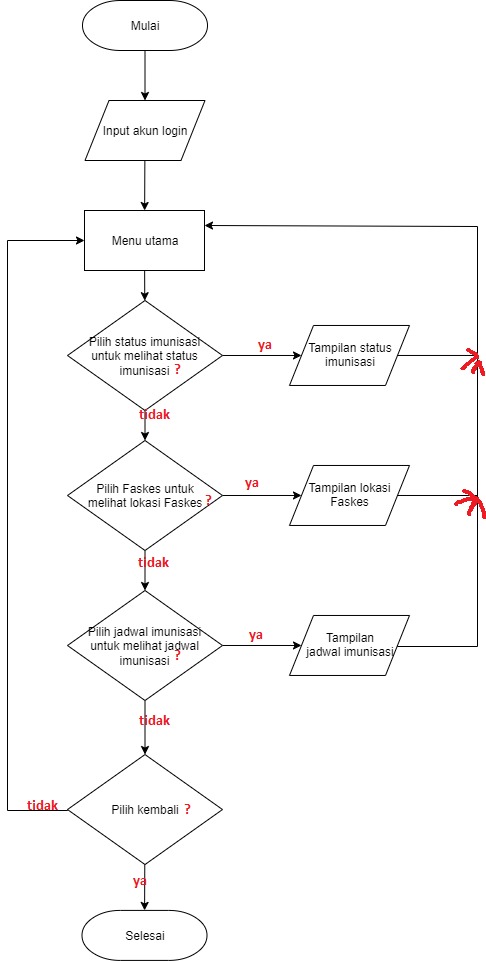 Mulai
Input akun login
Menu utama
Pilih status imunisasi
untuk melihat status
imunisasi ?
ya
Tampilan status
imunisasi
tidak
Pilih Faskes untuk
melihat lokasi Faskes ?
ya
Tampilan lokasi
Faskes
tidak
Pilih jadwal imunisasi
untuk melihat jadwal
imunisasi ?
ya
Tampilan
jadwal imunisasi
tidak
Pilih kembali ?
tidak
ya
Selesai